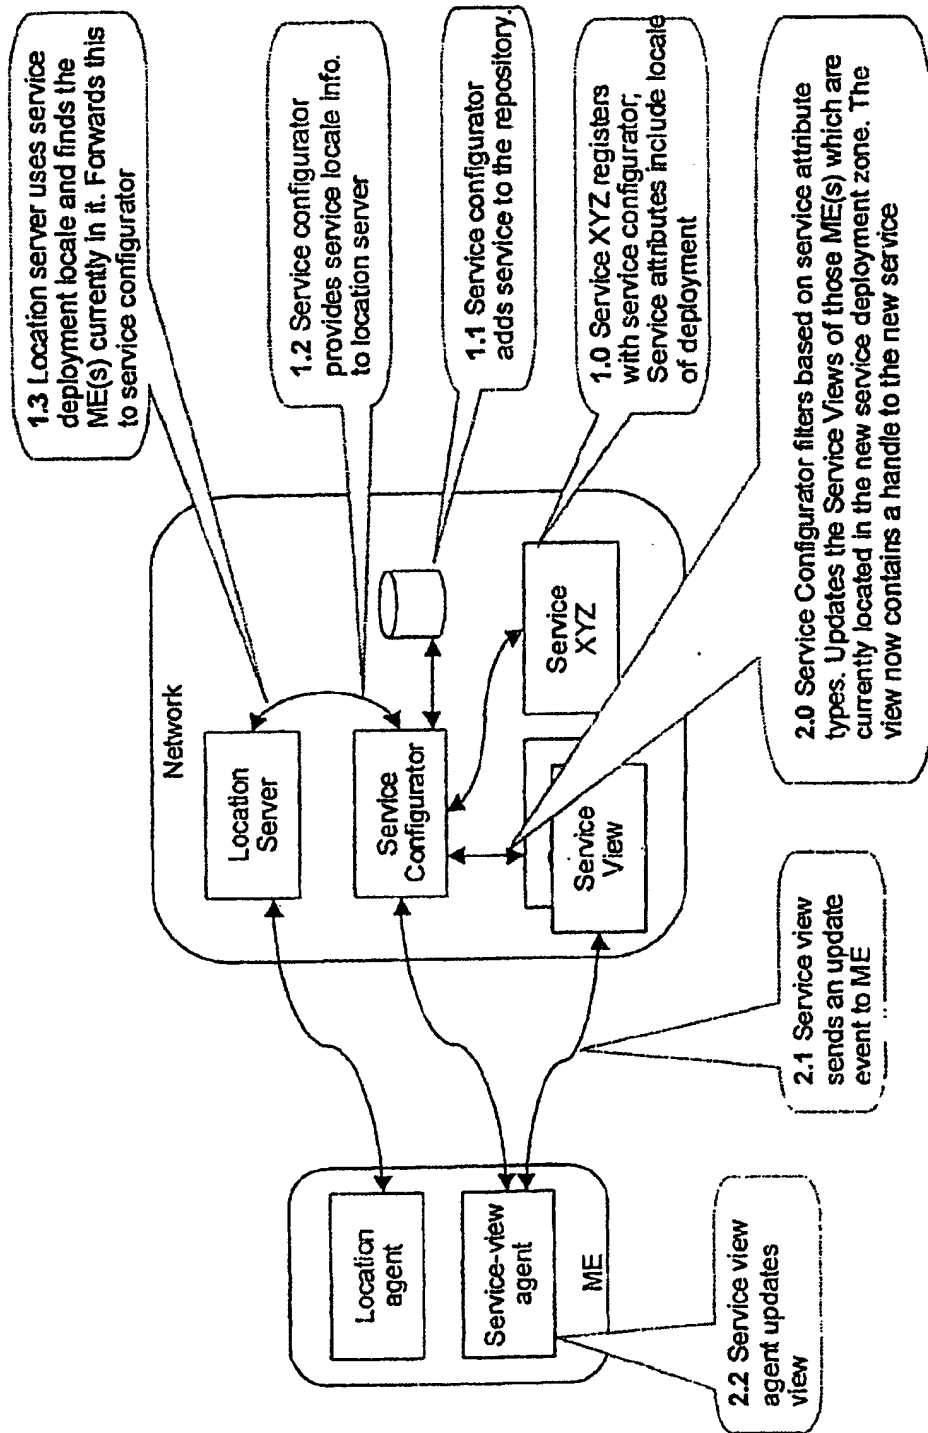 1.3 Location server uses service
deployment locale and finds the
ME(s) currently in it. Forwards this
to service configurator
1.2 Service configurator
provides service locale info.
to location server
1.1 Service configurator
adds service to the repository.
1.0 Service XYZ registers
with service configurator;
Service attributes include locale
of deployment
2.0 Service Configurator filters based on service attribute
types. Updates the Service Views of those ME(s) which are
currently located in the new service deployment zone. The
view now contains a handle to the new service
Network
Location
Server
Service
Configurator
Service
XYZ
Service
View
2.1 Service view
sends an update
event to ME
Location
agent
Service-view
agent
ME
2.2 Service view
agent updates
view